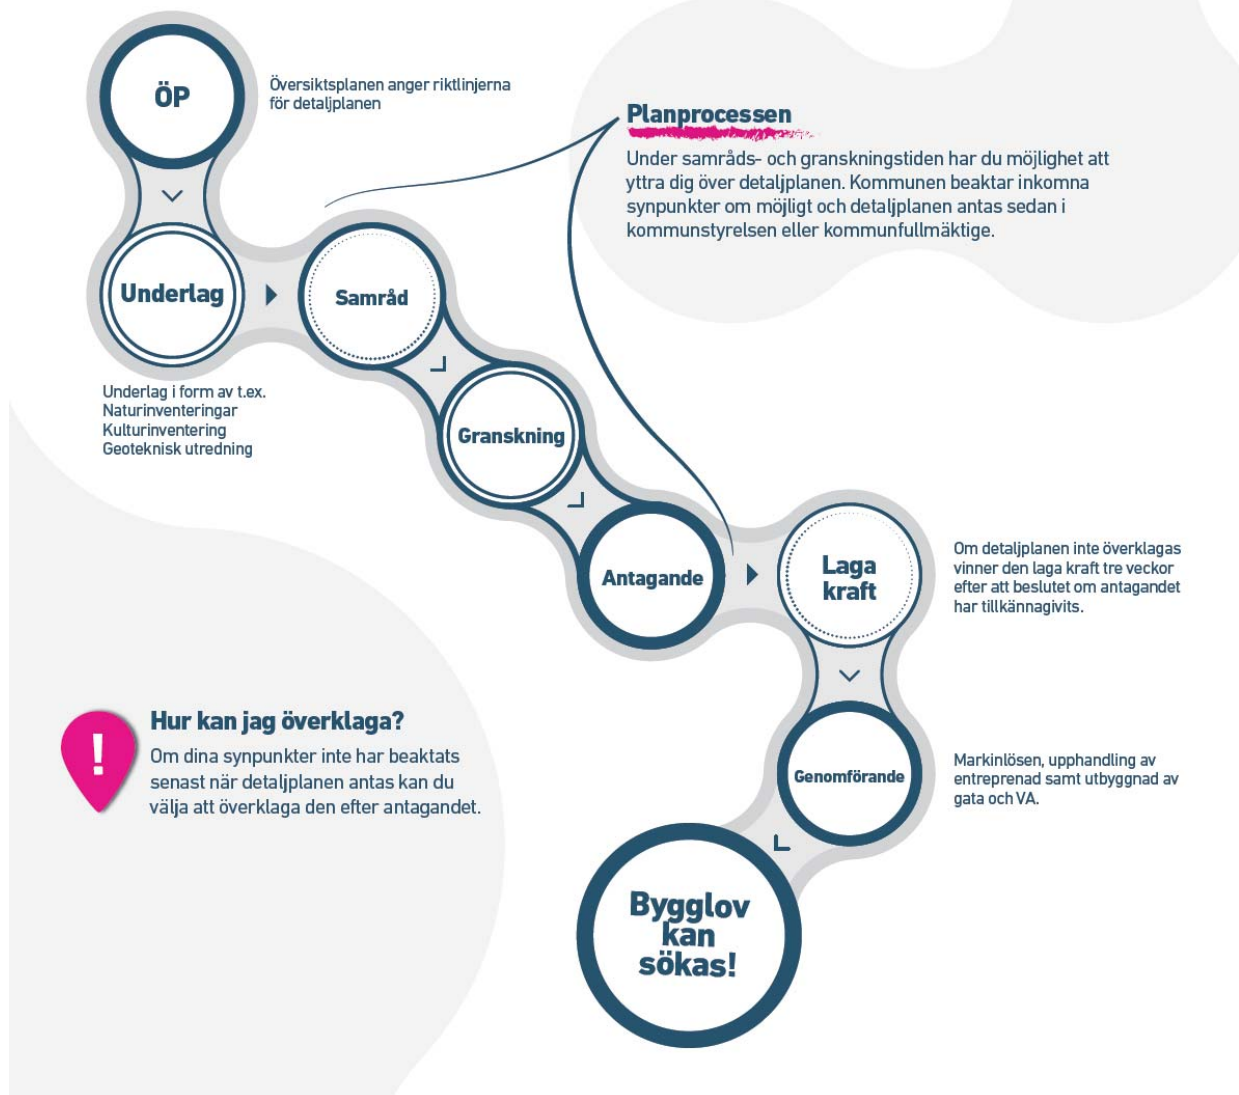 ÖP
Översiktsplanen anger riktlinjerna
för detaljplanen
Planprocessen
Under samråds- och granskningstiden har du möjlighet att
yttra dig över detaljplanen. Kommunen beaktar inkomna
synpunkter om möjligt och detaljplanen antas sedan i
kommunstyrelsen eller kommunfullmäktige.
Underlag
Samråd
Underlag i form av t.ex.
Naturinventeringar
Kulturinventering
Geoteknisk utredning
Granskning
Antagande
Laga
kraft
Om detaljplanen inte överklagas
vinner den laga kraft tre veckor
efter att beslutet om antagandet
har tillkännagivits.
!
Hur kan jag överklaga?
Om dina synpunkter inte har beaktats
senast när detaljplanen antas kan du
välja att överklaga den efter antagandet.
Genomförande
Markinlösen, upphandling av
entreprenad samt utbyggnad av
gata och VA.
Bygglov
kan
sökas!